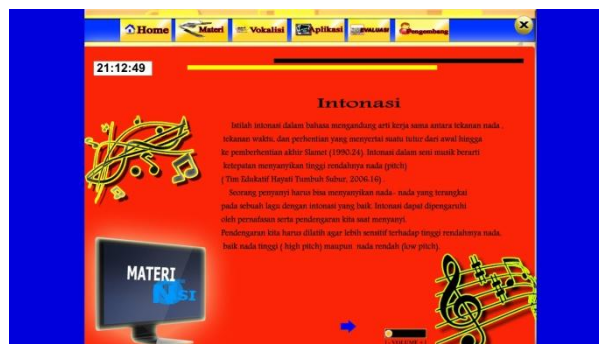 Home Materi Vokalisi Aplikasi EVALUASI Pengembang
21:12:49
Intonasi
Istilah intonasi dalam bahasa mengandung arti kerja sama antara tekanan nada ,
tekanan waktu, dan perhentian yang menyertai suatu tutur dari awal hingga
ke pemberhentian akhir Slamet (1990:24). Intonasi dalam seni musik berarti
ketepatan menyanyikan tinggi rendahnya nada (pitch)
( Tim Edukatif Hayati Tumbuh Subur, 2006.16) .
Seorang penyanyi harus bisa menyanyikan nada- nada yang terangkai
pada sebuah lagu dengan intonasi yang baik. Intonasi dapat dipengaruhi
oleh pernafasan serta pendengaran kita saat menyanyi.
Pendengaran kita harus dilatih agar lebih sensitif terhadap tinggi rendahnya nada,
baik nada tinggi ( high pitch) maupun nada rendah (low pitch).
MATERI
NSI
- VOLUME +